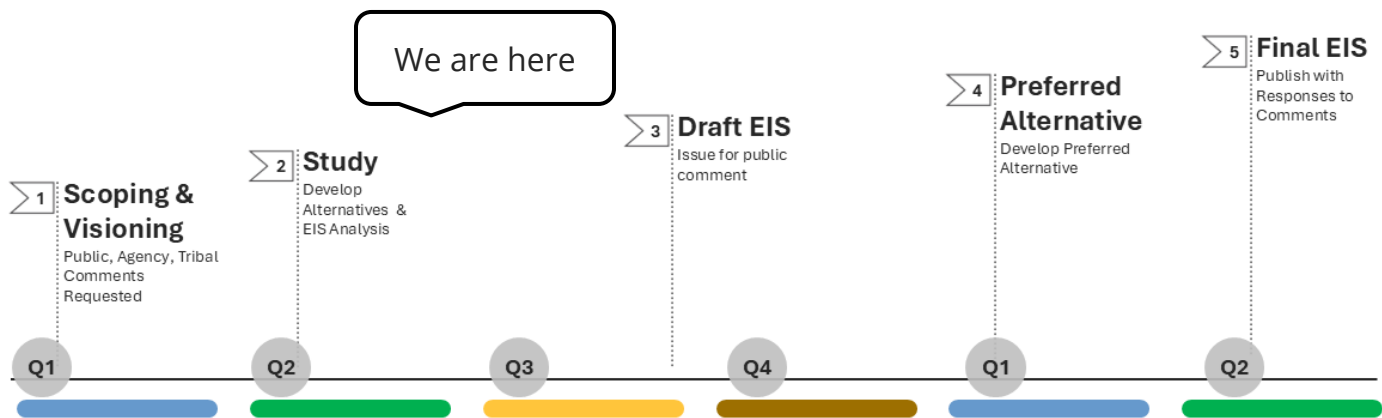 We are here
1
Scoping &
Visioning
Public, Agency, Tribal
Comments
Requested
2
Study
Develop
Alternatives &
EIS Analysis
3
Draft EIS
Issue for public
comment
4
Preferred
Alternative
Develop Preferred
Alternative
5
Final EIS
Publish with
Responses to
Comments
Q1
Q2
Q3
Q4
Q1
Q2